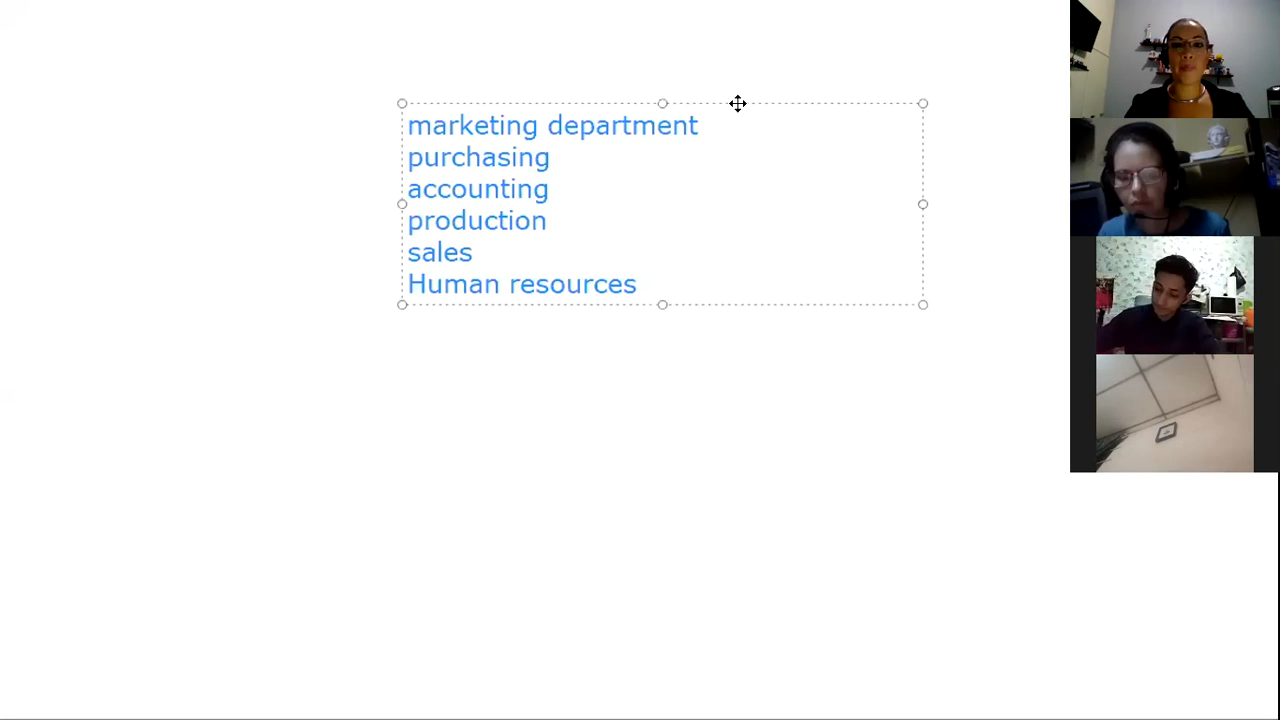 marketing department
purchasing
accounting
production
sales
Human resources